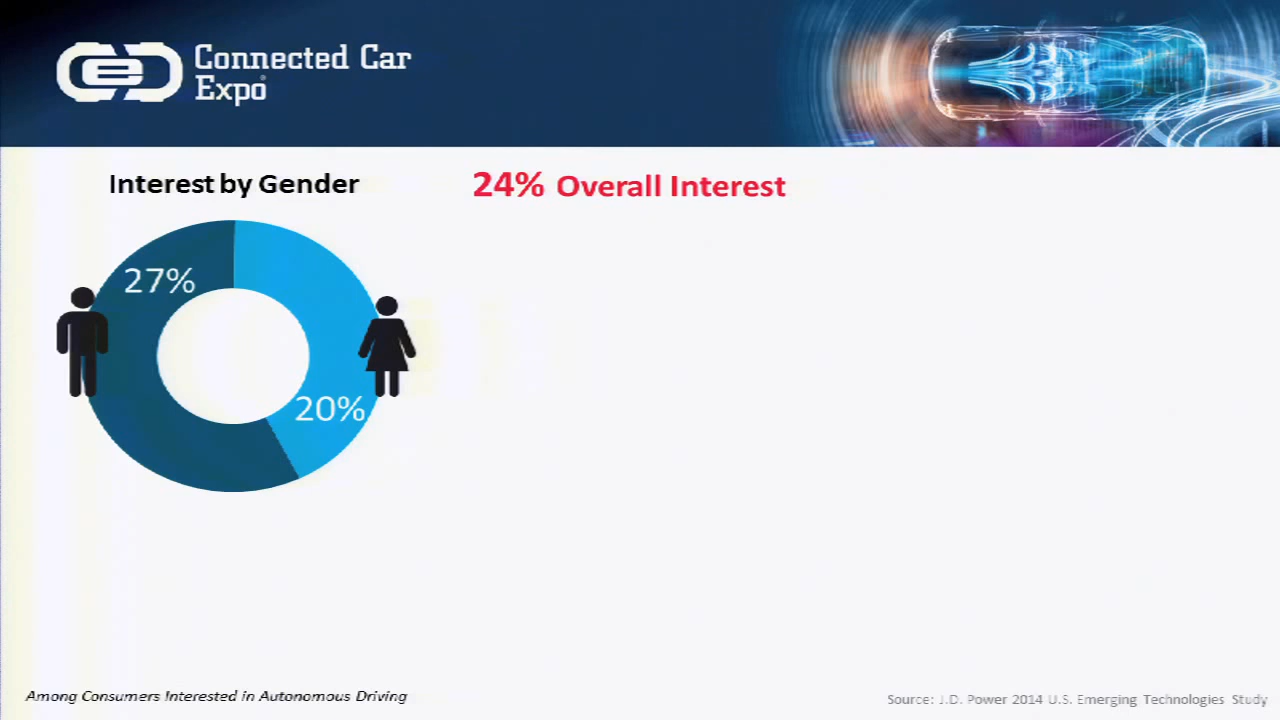 Connected Car
Expo®
Interest by Gender
24% Overall Interest
27%
20%
Among Consumers Interested in Autonomous Driving
Source: J.D. Power 2014 U.S. Emerging Technologies Study